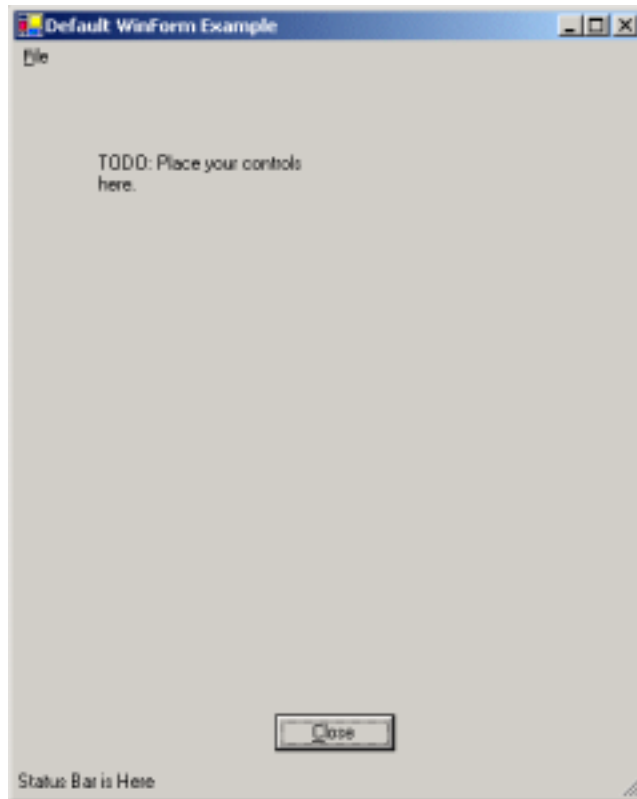 Default WinForm Example
File
TODO: Place your controls
here.
Close
Status Bar is Here